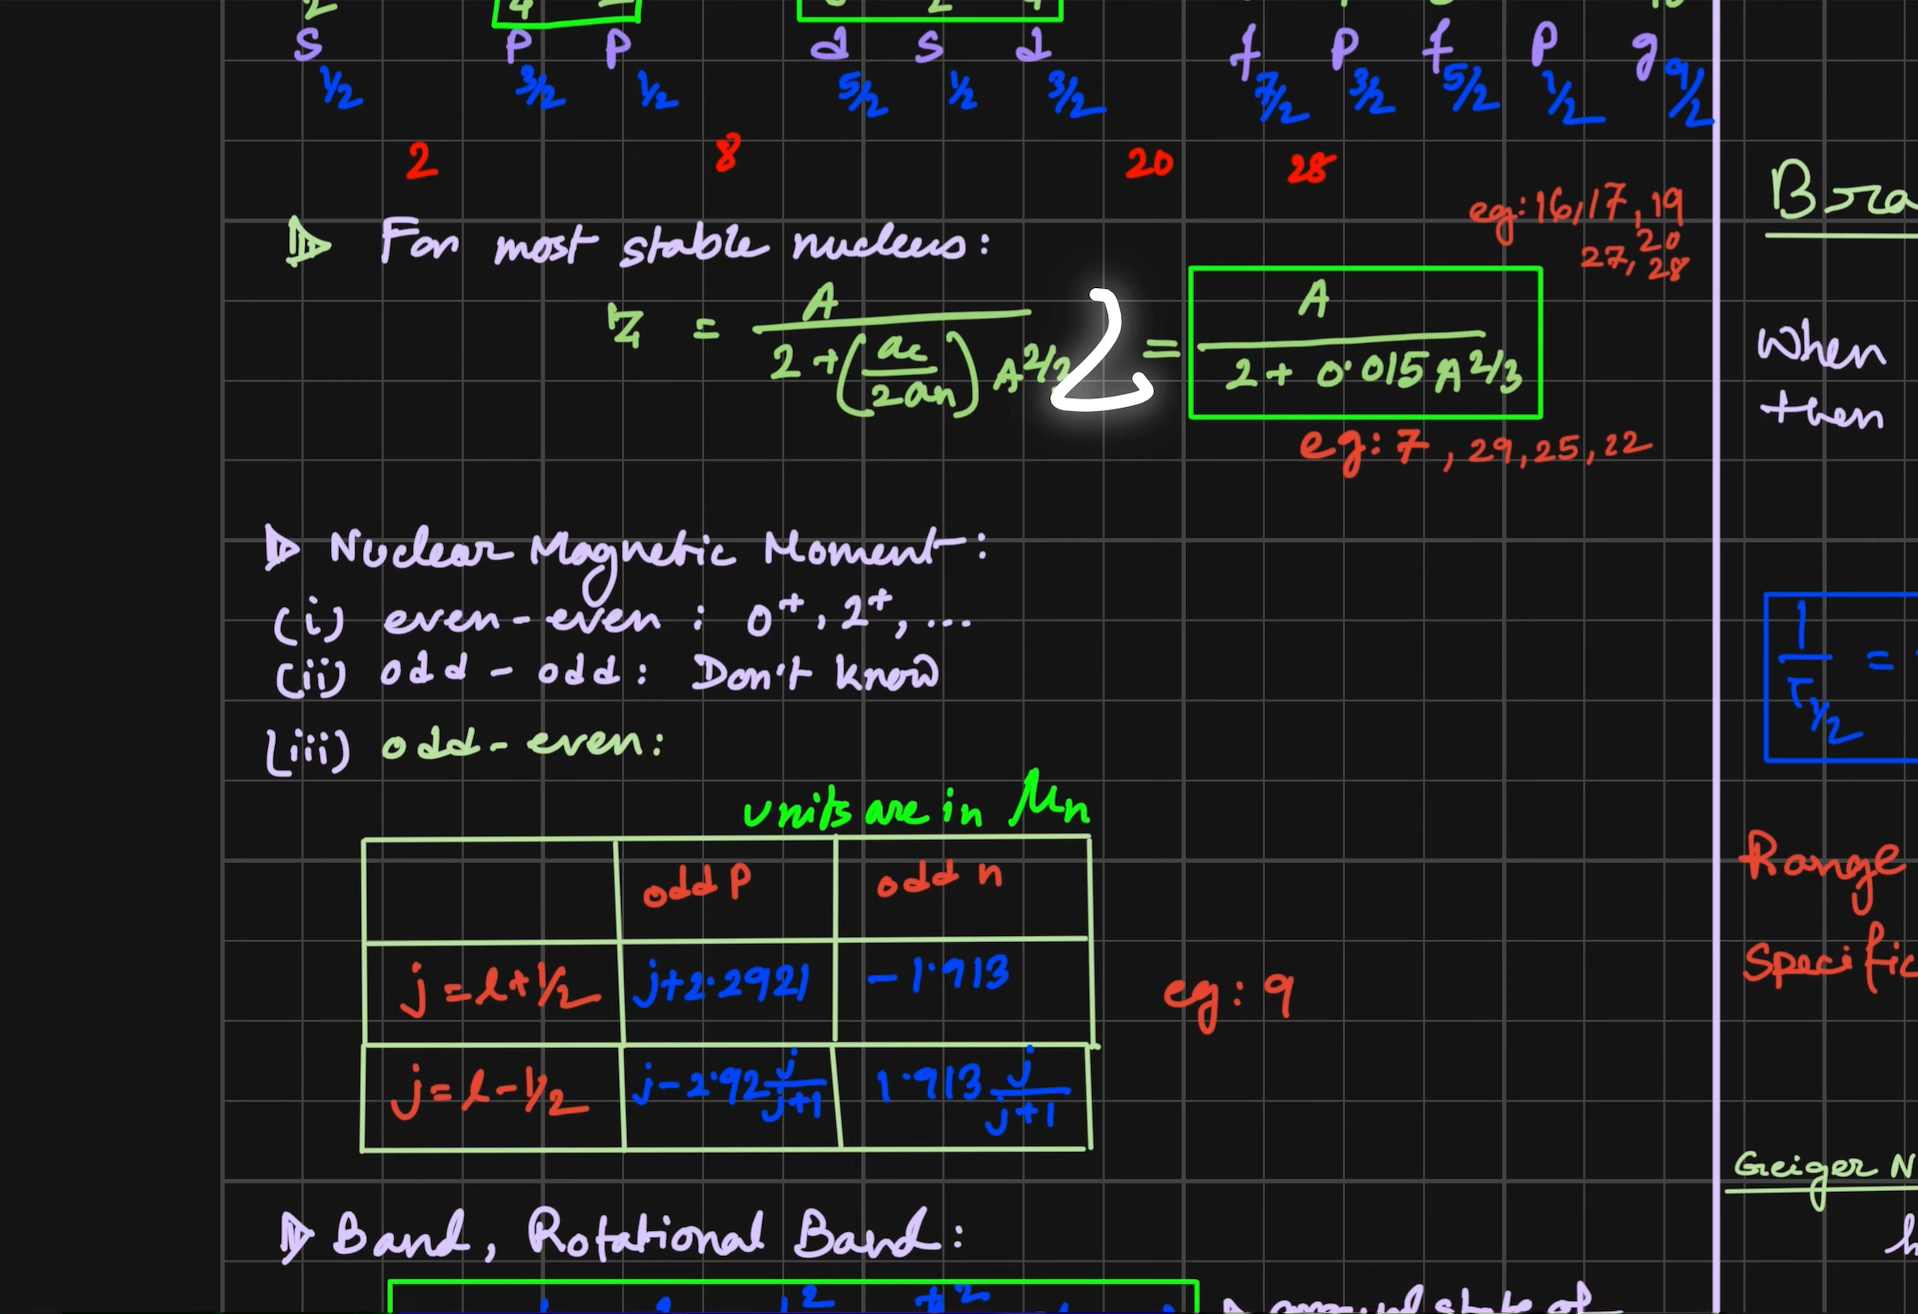 s p p d s d f p f p g
1/2 3/2 1/2 5/2 1/2 3/2 7/2 3/2 5/2 1/2 9/2
2 8 20 28
eg: 16, 17, 19
20
27, 28
For most stable nucleus:
Z = A / (2 + (ac / 2an) A^2/3) = A / (2 + 0.015 A^2/3)
eg: 7, 29, 25, 22
Nuclear Magnetic Moment:
(i) even-even: 0+, 2+, ...
(ii) odd-odd: Don't know
(iii) odd-even:
units are in μn
odd p odd n
j = l+1/2 j+2.2921 -1.913
eg: 9
j = l-1/2 j-2.92 j/j+1 1.913 j/j+1
Band, Rotational Band:
When
then
1/T1/2 =
Range
Specific
Geiger N